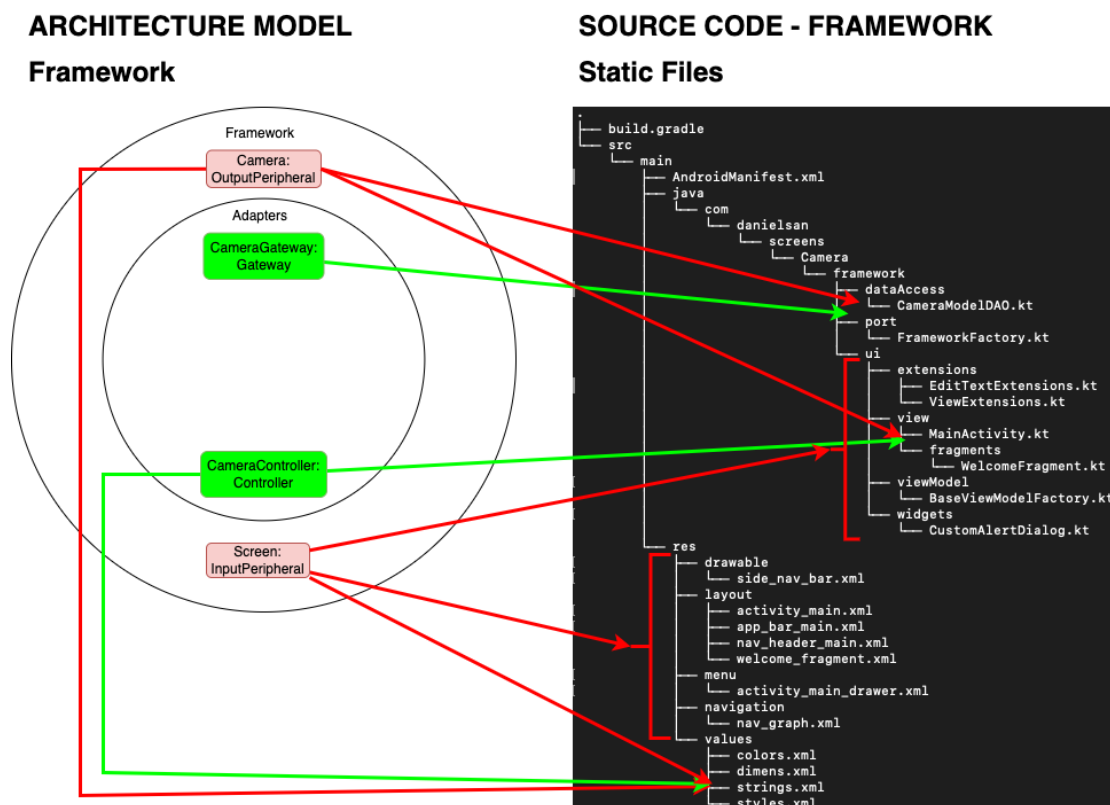 ARCHITECTURE MODEL
Framework
Framework
Camera:
OutputPeripheral
Adapters
CameraGateway:
Gateway
CameraController:
Controller
Screen:
InputPeripheral
SOURCE CODE - FRAMEWORK
Static Files
.
├── build.gradle
└── src
└── main
├── AndroidManifest.xml
├── java
└── com
└── danielsan
└── screens
└── Camera
└── framework
├── dataAccess
└── CameraModelDAO.kt
├── port
└── FrameworkFactory.kt
└── ui
├── extensions
├── EditTextExtensions.kt
└── ViewExtensions.kt
├── view
├── MainActivity.kt
└── fragments
└── WelcomeFragment.kt
├── viewModel
└── BaseViewModelFactory.kt
└── widgets
└── CustomAlertDialog.kt
└── res
├── drawable
└── side_nav_bar.xml
├── layout
├── activity_main.xml
├── app_bar_main.xml
├── nav_header_main.xml
└── welcome_fragment.xml
├── menu
└── activity_main_drawer.xml
├── navigation
└── nav_graph.xml
└── values
├── colors.xml
├── dimens.xml
├── strings.xml
└── styles.xml